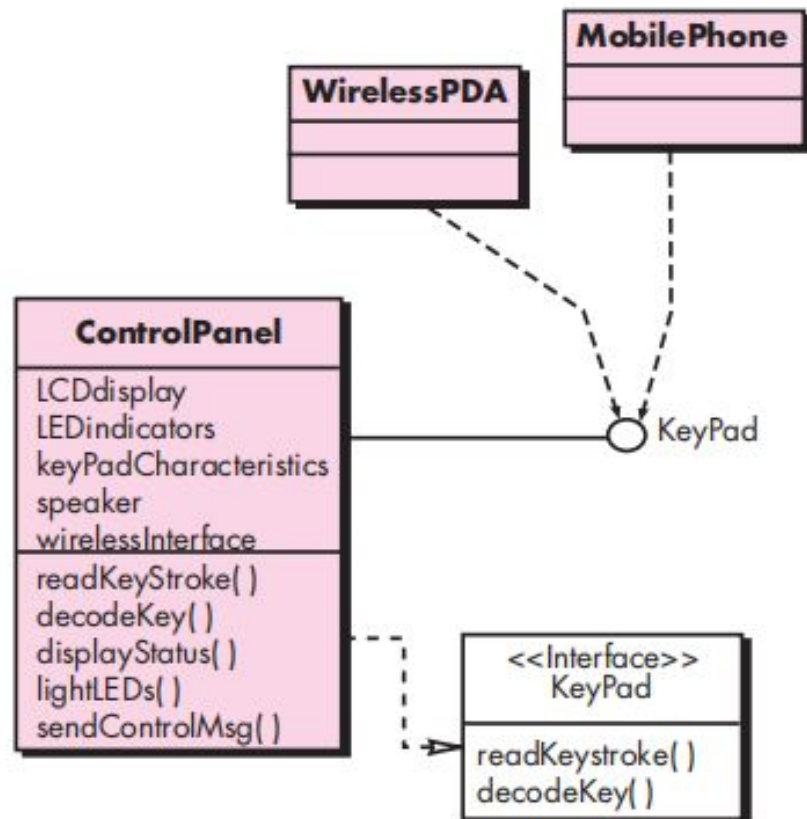 MobilePhone
WirelessPDA
ControlPanel
LCDdisplay
LEDindicators
keyPadCharacteristics
speaker
wirelessInterface
readKeyStroke( )
decodeKey( )
displayStatus( )
lightLEDs( )
sendControlMsg( )
KeyPad
<<Interface>>
KeyPad
readKeystroke( )
decodeKey( )